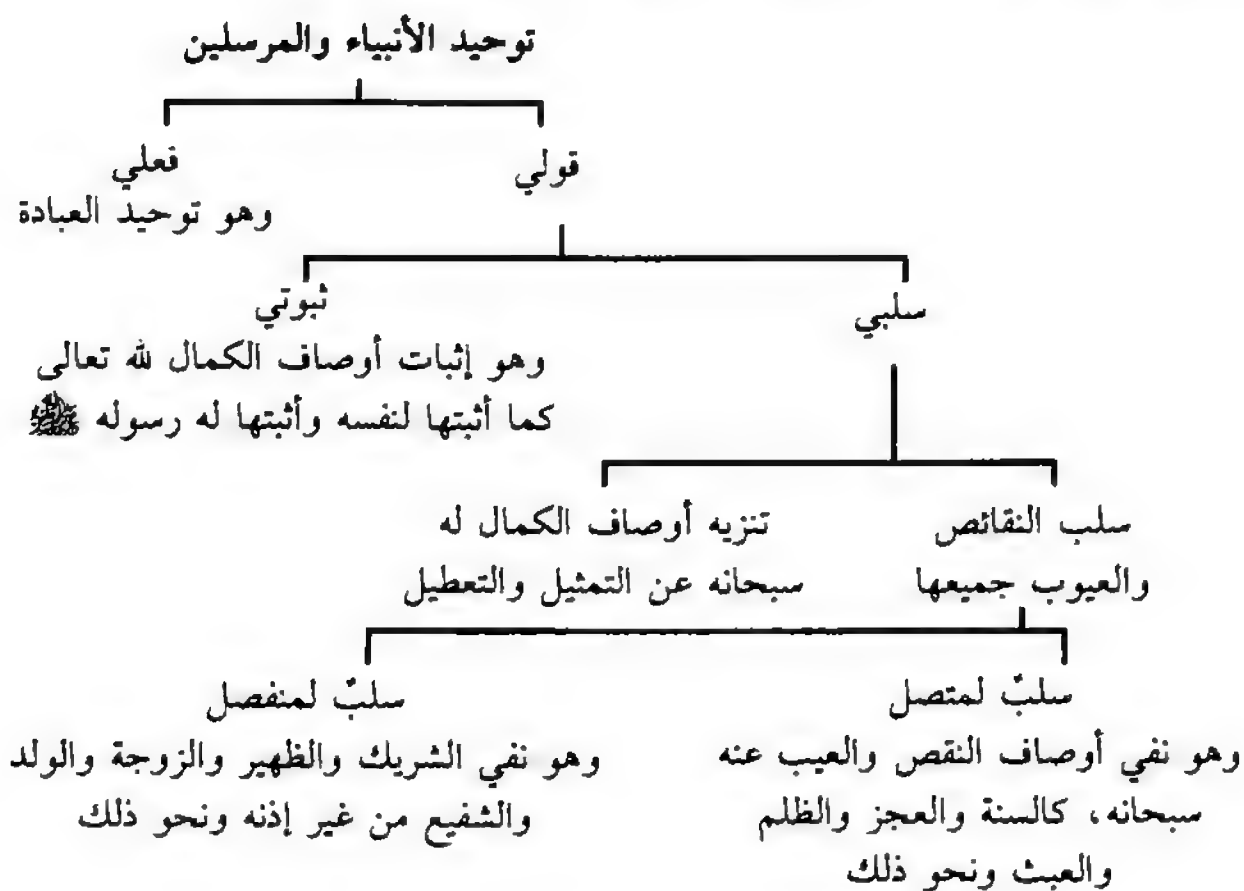 توحيد الأنبياء والمرسلين
قولي
فعلي
وهو توحيد العبادة
سلبي
ثبوتي
وهو إثبات أوصاف الكمال لله تعالى
كما أثبتها لنفسه وأثبتها له رسوله ﷺ
سلب النقائص
والعيوب جميعها
تنزيه أوصاف الكمال له
سبحانه عن التمثيل والتعطيل
سلبٌ لمتصل
وهو نفي أوصاف النقص والعيب عنه
سبحانه، كالسنة والعجز والظلم
والعبث ونحو ذلك
سلبٌ لمنفصل
وهو نفي الشريك والظهير والزوجة والولد
والشفيع من غير إذنه ونحو ذلك